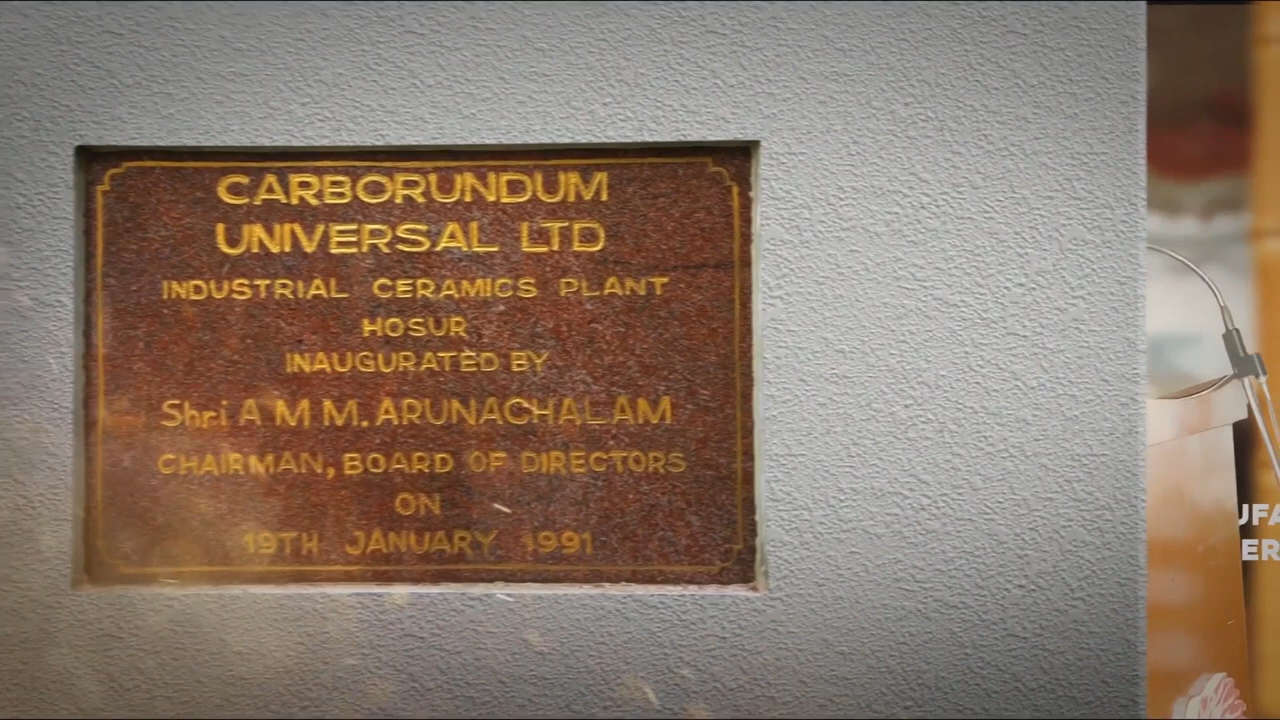 CARBORUNDUM
UNIVERSAL LTD
INDUSTRIAL CERAMICS PLANT
HOSUR
INAUGURATED BY
Shri A M M. ARUNACHALAM
CHAIRMAN, BOARD OF DIRECTORS
ON
19TH JANUARY 1991